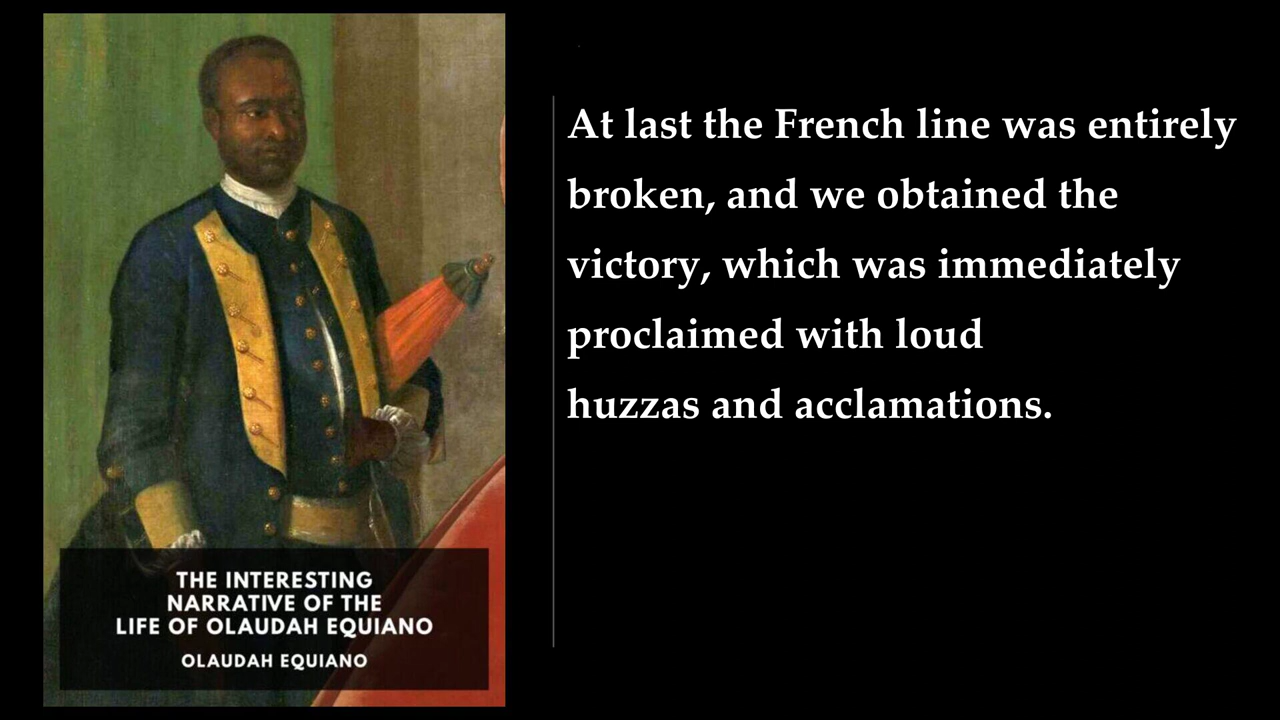 THE INTERESTING
NARRATIVE OF THE
LIFE OF OLAUDAH EQUIANO
OLAUDAH EQUIANO
At last the French line was entirely
broken, and we obtained the
victory, which was immediately
proclaimed with loud
huzzas and acclamations.